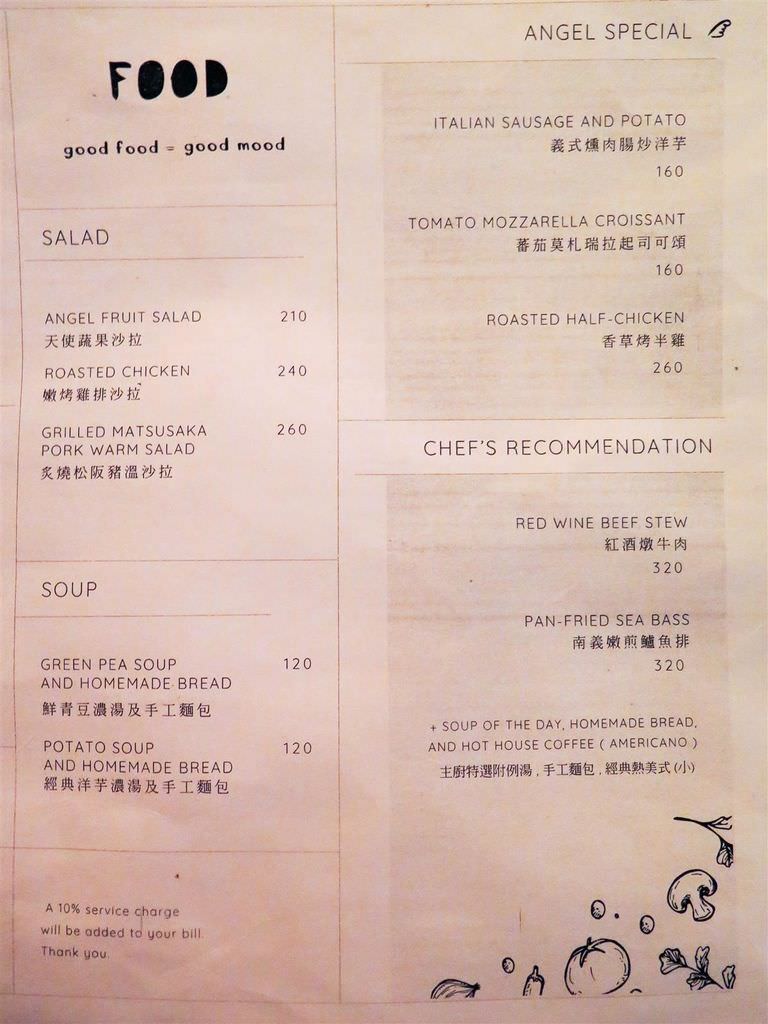 FOOD
good food = good mood
SALAD
ANGEL FRUIT SALAD 210
天使蔬果沙拉
ROASTED CHICKEN 240
嫩烤雞排沙拉
GRILLED MATSUSAKA 260
PORK WARM SALAD
炙燒松阪豬溫沙拉
SOUP
GREEN PEA SOUP 120
AND HOMEMADE BREAD
鮮青豆濃湯及手工麵包
POTATO SOUP 120
AND HOMEMADE BREAD
經典洋芋濃湯及手工麵包
A 10% service charge
will be added to your bill.
Thank you.
ANGEL SPECIAL
ITALIAN SAUSAGE AND POTATO
義式燻肉腸炒洋芋
160
TOMATO MOZZARELLA CROISSANT
蕃茄莫札瑞拉起司可頌
160
ROASTED HALF-CHICKEN
香草烤半雞
260
CHEF'S RECOMMENDATION
RED WINE BEEF STEW
紅酒燉牛肉
320
PAN-FRIED SEA BASS
南義嫩煎鱸魚排
320
+ SOUP OF THE DAY, HOMEMADE BREAD,
AND HOT HOUSE COFFEE ( AMERICANO )
主廚特選附例湯 , 手工麵包 , 經典熱美式 (小)